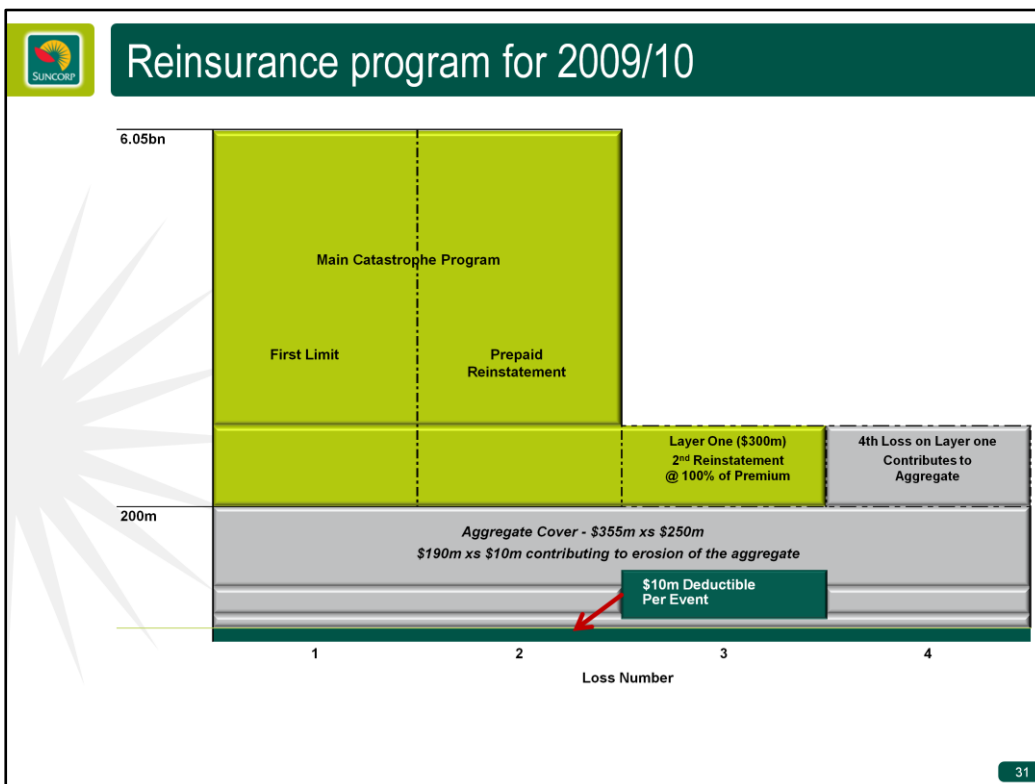 SUNCORP
Reinsurance program for 2009/10
6.05bn
Main Catastrophe Program
First Limit
Prepaid
Reinstatement
Layer One ($300m)
2nd Reinstatement
@ 100% of Premium
4th Loss on Layer one
Contributes to
Aggregate
200m
Aggregate Cover - $355m xs $250m
$190m xs $10m contributing to erosion of the aggregate
$10m Deductible
Per Event
1
2
3
4
Loss Number
31